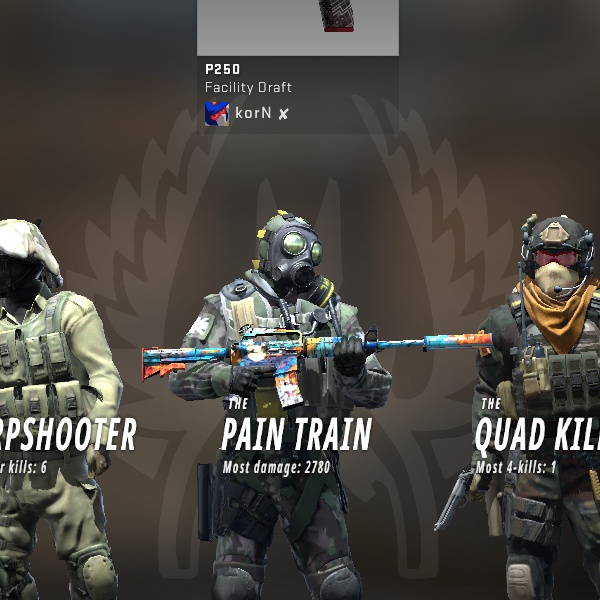 P250
Facility Draft
korN ✘
RPSHOOTER
r kills: 6
THE
PAIN TRAIN
Most damage: 2780
THE
QUAD KIL
Most 4-kills: 1